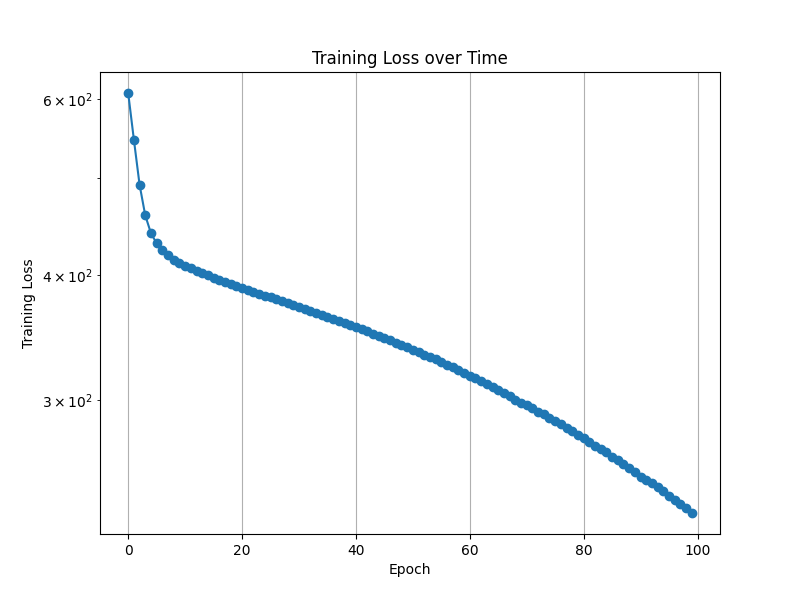 Training Loss over Time
6 × 10²
4 × 10²
3 × 10²
Training Loss
0 20 40 60 80 100
Epoch